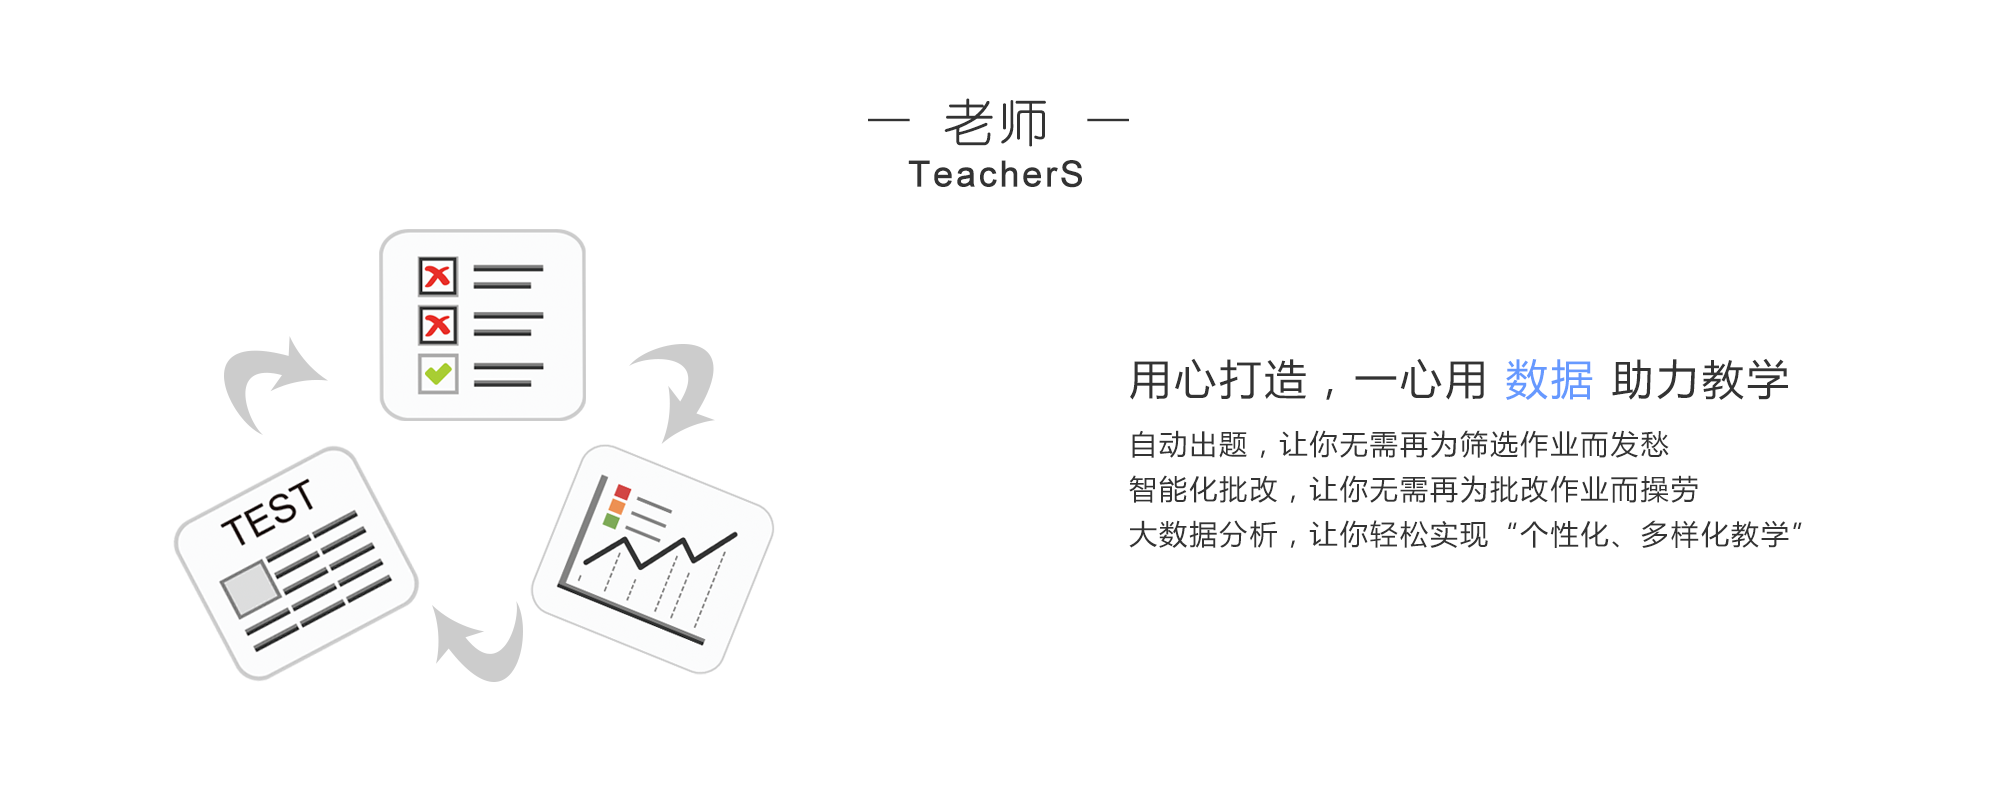 — 老师 —
TeacherS
TEST
用心打造，一心用 数据 助力教学
自动出题，让你无需再为筛选作业而发愁
智能化批改，让你无需再为批改作业而操劳
大数据分析，让你轻松实现“个性化、多样化教学”